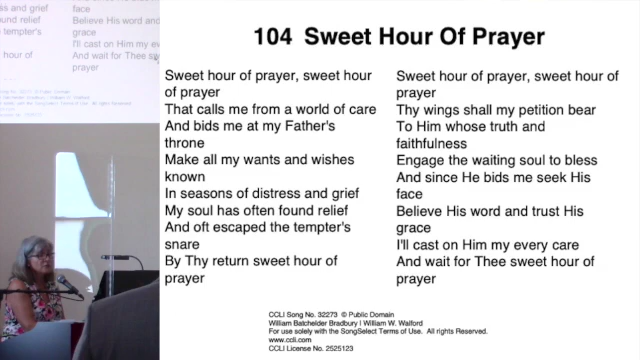 ss and grief
ound relief
tempter's
hour of
Believe His word and
grace
I'll cast on Him my every
And wait for Thee sweet
prayer
104 Sweet Hour Of Prayer
Sweet hour of prayer, sweet hour
of prayer
That calls me from a world of care
And bids me at my Father's
throne
Make all my wants and wishes
known
In seasons of distress and grief
My soul has often found relief
And oft escaped the tempter's
snare
By Thy return sweet hour of
prayer
Sweet hour of prayer, sweet hour of
prayer
Thy wings shall my petition bear
To Him whose truth and
faithfulness
Engage the waiting soul to bless
And since He bids me seek His
face
Believe His word and trust His
grace
I'll cast on Him my every care
And wait for Thee sweet hour of
prayer
CCLI Song No. 32273 © Public Domain
William Batchelder Bradbury | William W. Walford
For use solely with the SongSelect Terms of Use. All rights Reserved.
www.ccli.com
CCLI License No. 2525123